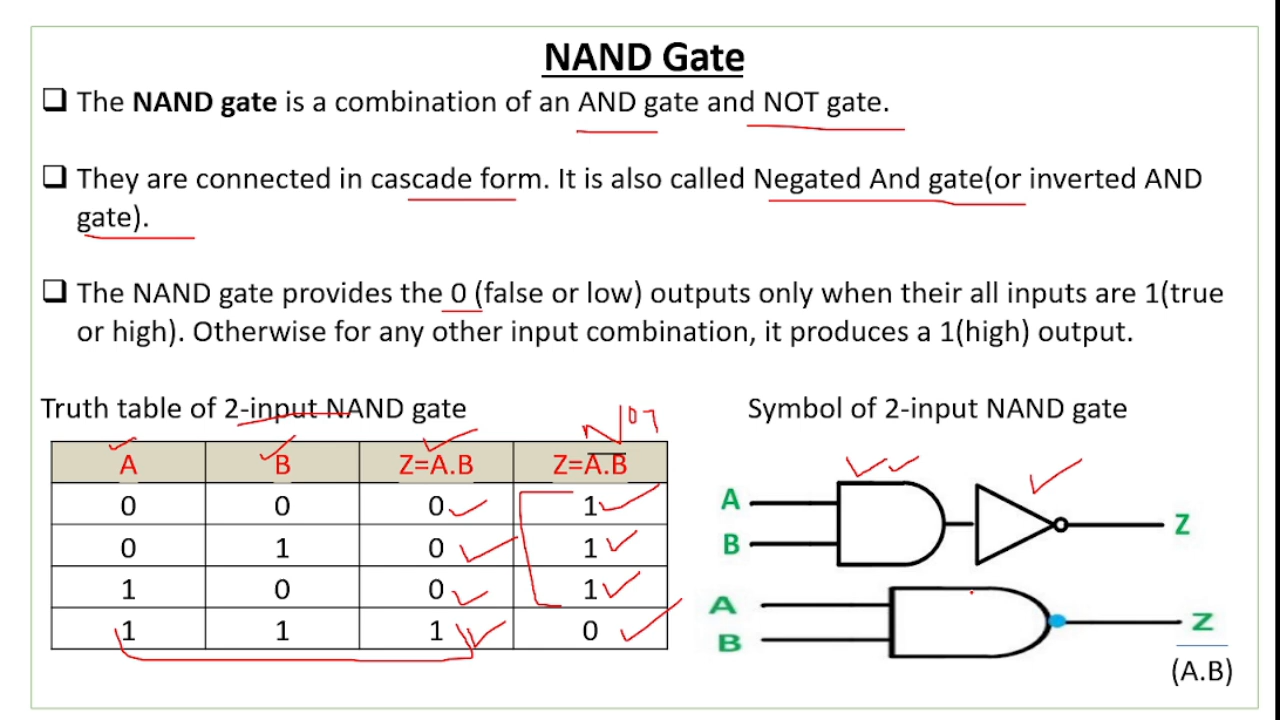 NAND Gate
❑ The NAND gate is a combination of an AND gate and NOT gate.
❑ They are connected in cascade form. It is also called Negated And gate(or inverted AND
gate).
❑ The NAND gate provides the 0 (false or low) outputs only when their all inputs are 1(true
or high). Otherwise for any other input combination, it produces a 1(high) output.
Truth table of 2-input NAND gate
NOT
A B Z=A.B Z=A̅.̅B̅
0 0 0 1
0 1 0 1
1 0 0 1
1 1 1 0
Symbol of 2-input NAND gate
A
B
Z
A
B
Z
(A.B)